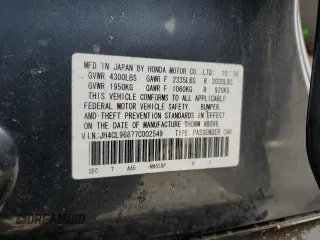 MFD. IN JAPAN BY HONDA MOTOR CO., LTD. 10/06
GVWR 4300LBS GAWR F 2335LBS R 2030LBS
GVWR 1950KG GAWR F 1060KG R 920KG
THIS VEHICLE CONFORMS TO ALL APPLICABLE
FEDERAL MOTOR VEHICLE SAFETY, BUMPER, AND
THEFT PREVENTION STANDARDS IN EFFECT ON THE
DATE OF MANUFACTURE SHOWN ABOVE.
V.I.N.:JH4CL96877C002549 TYPE:PASSENGER CAR
SEC T AA5